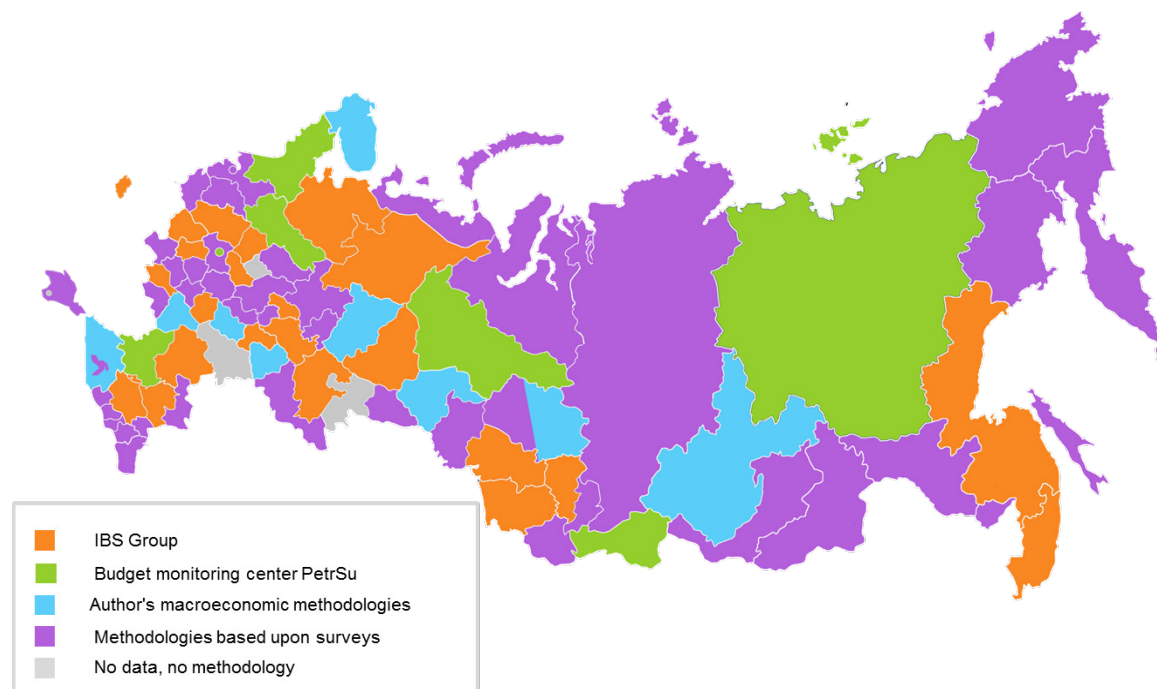 IBS Group
Budget monitoring center PetrSu
Author's macroeconomic methodologies
Methodologies based upon surveys
No data, no methodology